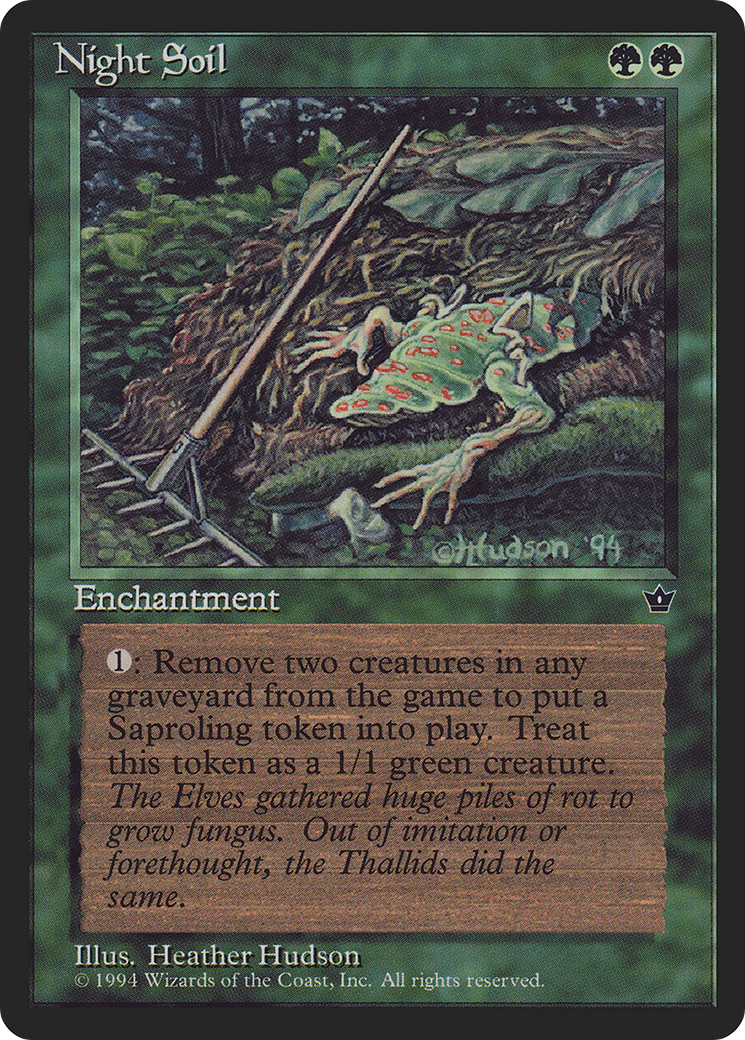 Night Soil
©HHudson '94
Enchantment
1: Remove two creatures in any
graveyard from the game to put a
Saproling token into play. Treat
this token as a 1/1 green creature.
The Elves gathered huge piles of rot to
grow fungus. Out of imitation or
forethought, the Thallids did the
same.
Illus. Heather Hudson
© 1994 Wizards of the Coast, Inc. All rights reserved.